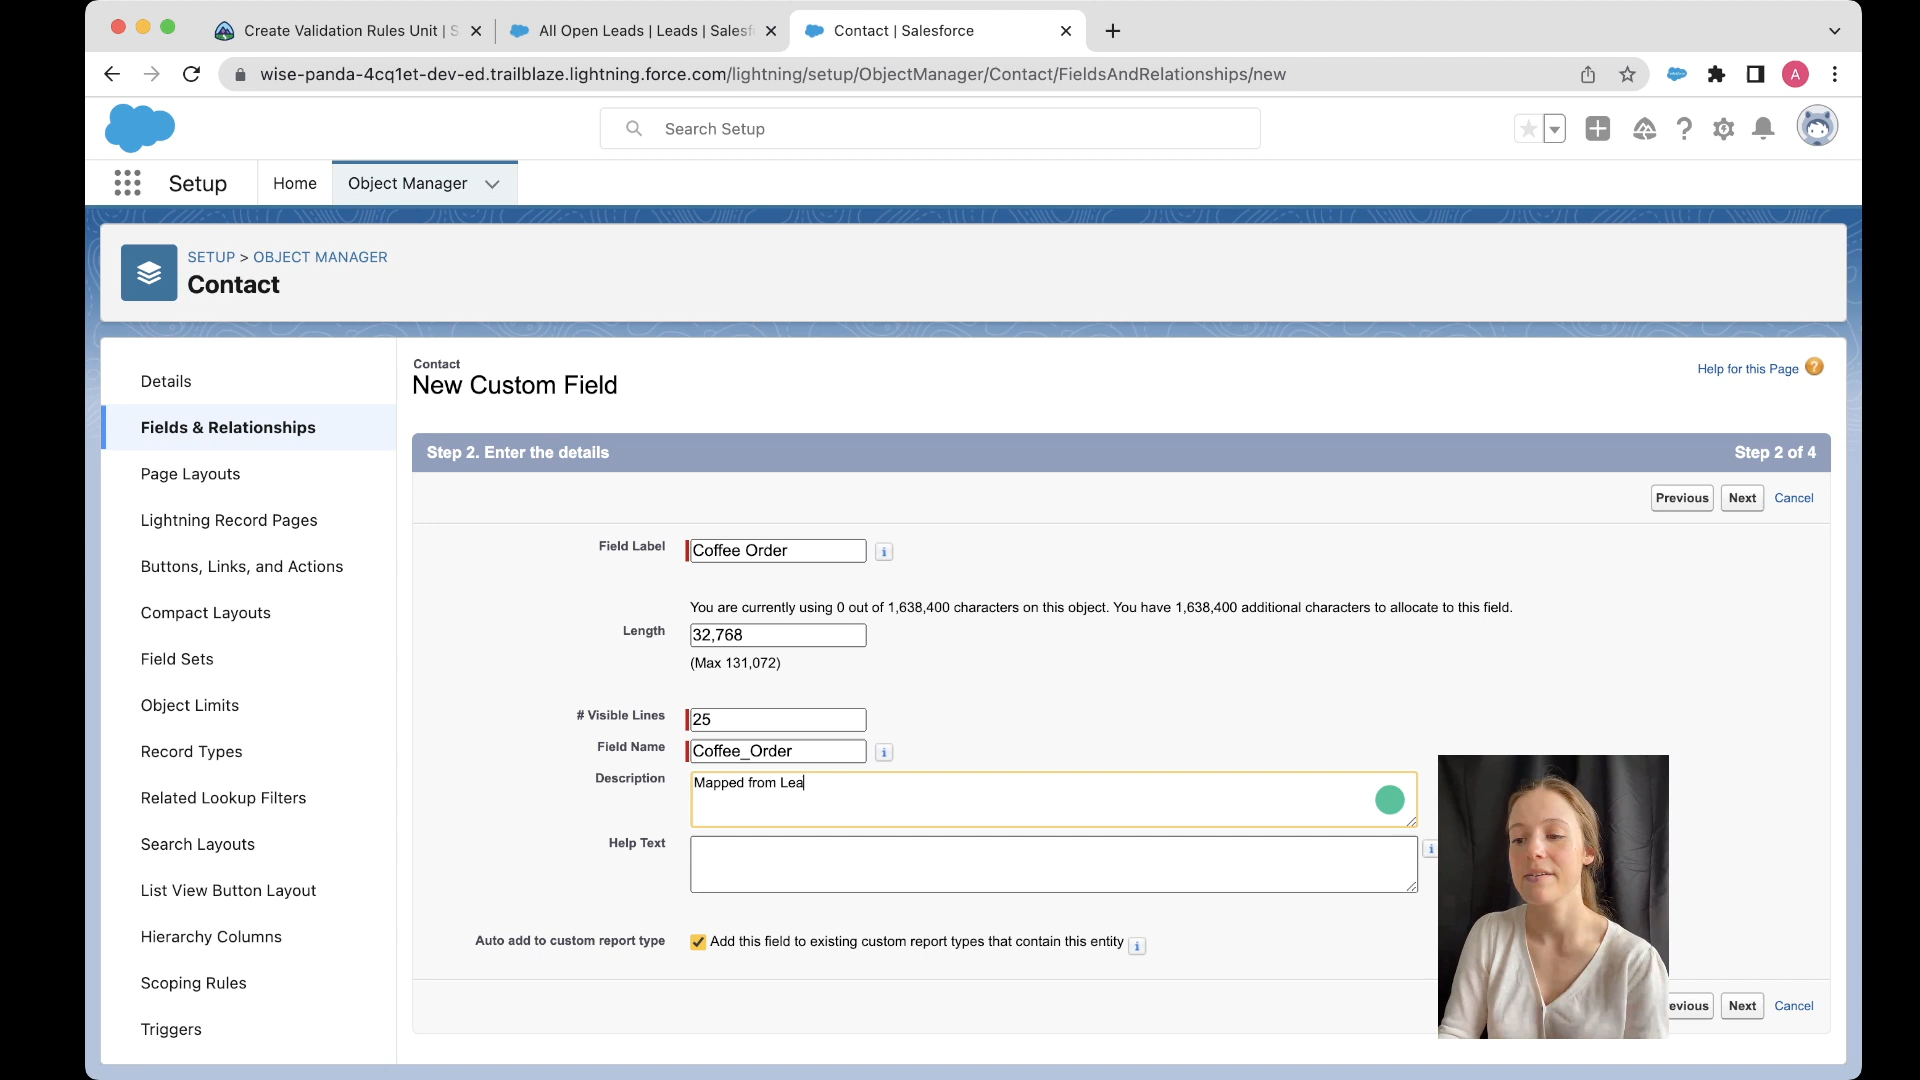 Create Validation Rules Unit | S
All Open Leads | Leads | Salesf
Contact | Salesforce
wise-panda-4cq1et-dev-ed.trailblaze.lightning.force.com/lightning/setup/ObjectManager/Contact/FieldsAndRelationships/new
A
Search Setup
Setup
Home
Object Manager
SETUP > OBJECT MANAGER
Contact
Details
Fields & Relationships
Page Layouts
Lightning Record Pages
Buttons, Links, and Actions
Compact Layouts
Field Sets
Object Limits
Record Types
Related Lookup Filters
Search Layouts
List View Button Layout
Hierarchy Columns
Scoping Rules
Triggers
Contact
New Custom Field
Help for this Page ?
Step 2. Enter the details
Step 2 of 4
Previous Next Cancel
Field Label Coffee Order i
You are currently using 0 out of 1,638,400 characters on this object. You have 1,638,400 additional characters to allocate to this field.
Length 32,768
(Max 131,072)
# Visible Lines 25
Field Name Coffee_Order i
Description Mapped from Lea
Help Text i
Auto add to custom report type Add this field to existing custom report types that contain this entity i
evious Next Cancel